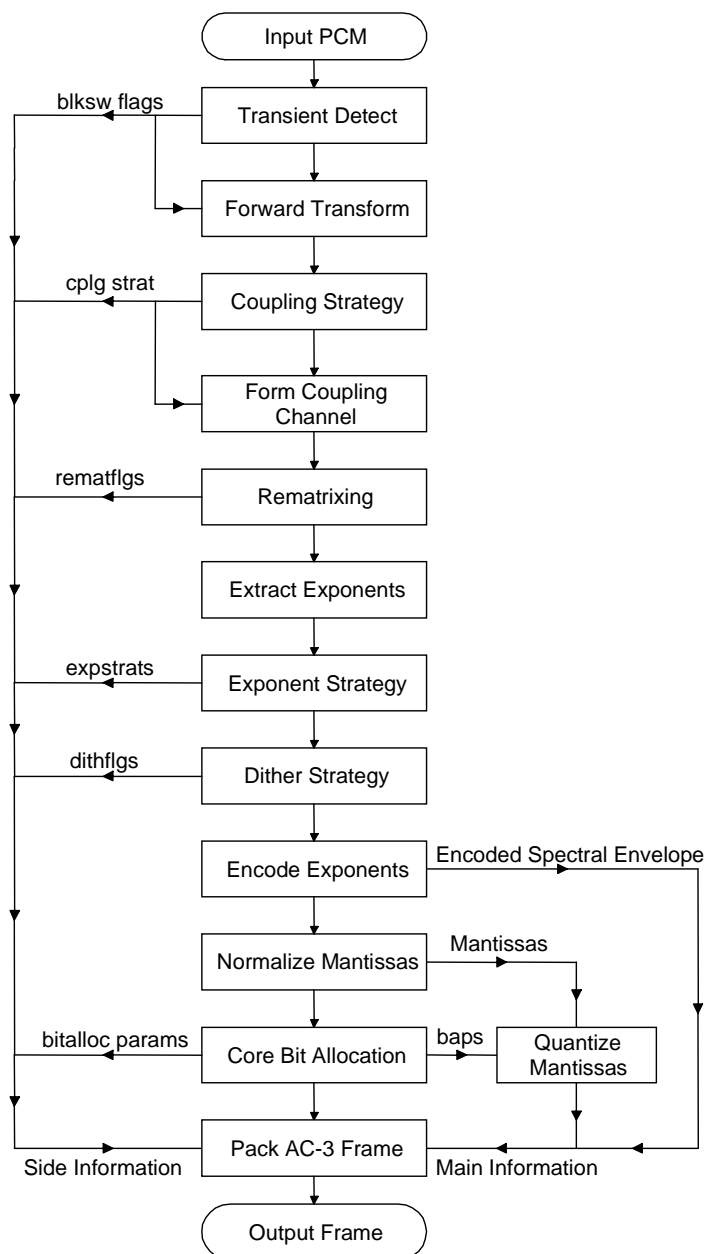 Input PCM
blksw flags
Transient Detect
Forward Transform
cplg strat
Coupling Strategy
Form Coupling
Channel
rematflgs
Rematrixing
Extract Exponents
expstrats
Exponent Strategy
dithflgs
Dither Strategy
Encode Exponents
Encoded Spectral Envelope
Normalize Mantissas
Mantissas
bitalloc params
Core Bit Allocation
baps
Quantize
Mantissas
Pack AC-3 Frame
Side Information
Main Information
Output Frame